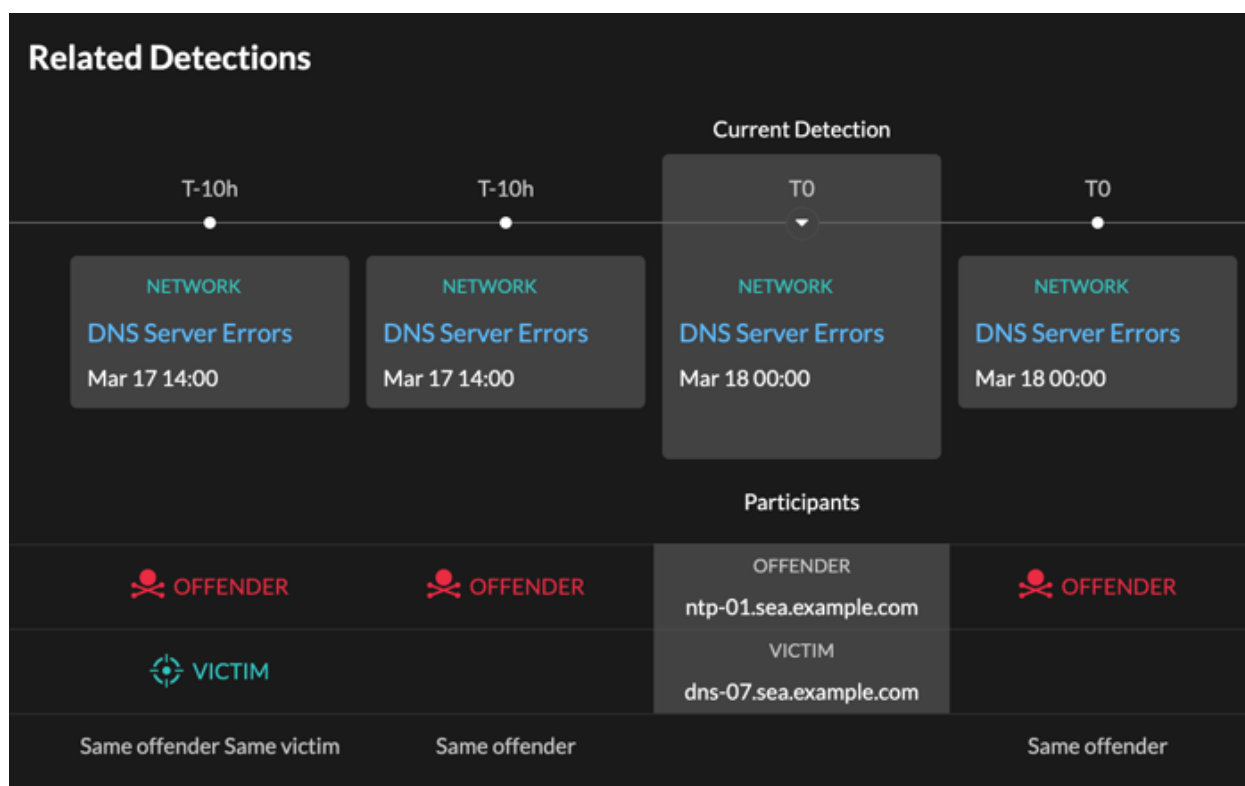 Related Detections
Current Detection
T-10h
T-10h
T0
T0
NETWORK
NETWORK
NETWORK
NETWORK
DNS Server Errors
DNS Server Errors
DNS Server Errors
DNS Server Errors
Mar 17 14:00
Mar 17 14:00
Mar 18 00:00
Mar 18 00:00
Participants
OFFENDER
OFFENDER
OFFENDER
ntp-01.sea.example.com
OFFENDER
VICTIM
VICTIM
dns-07.sea.example.com
Same offender Same victim
Same offender
Same offender